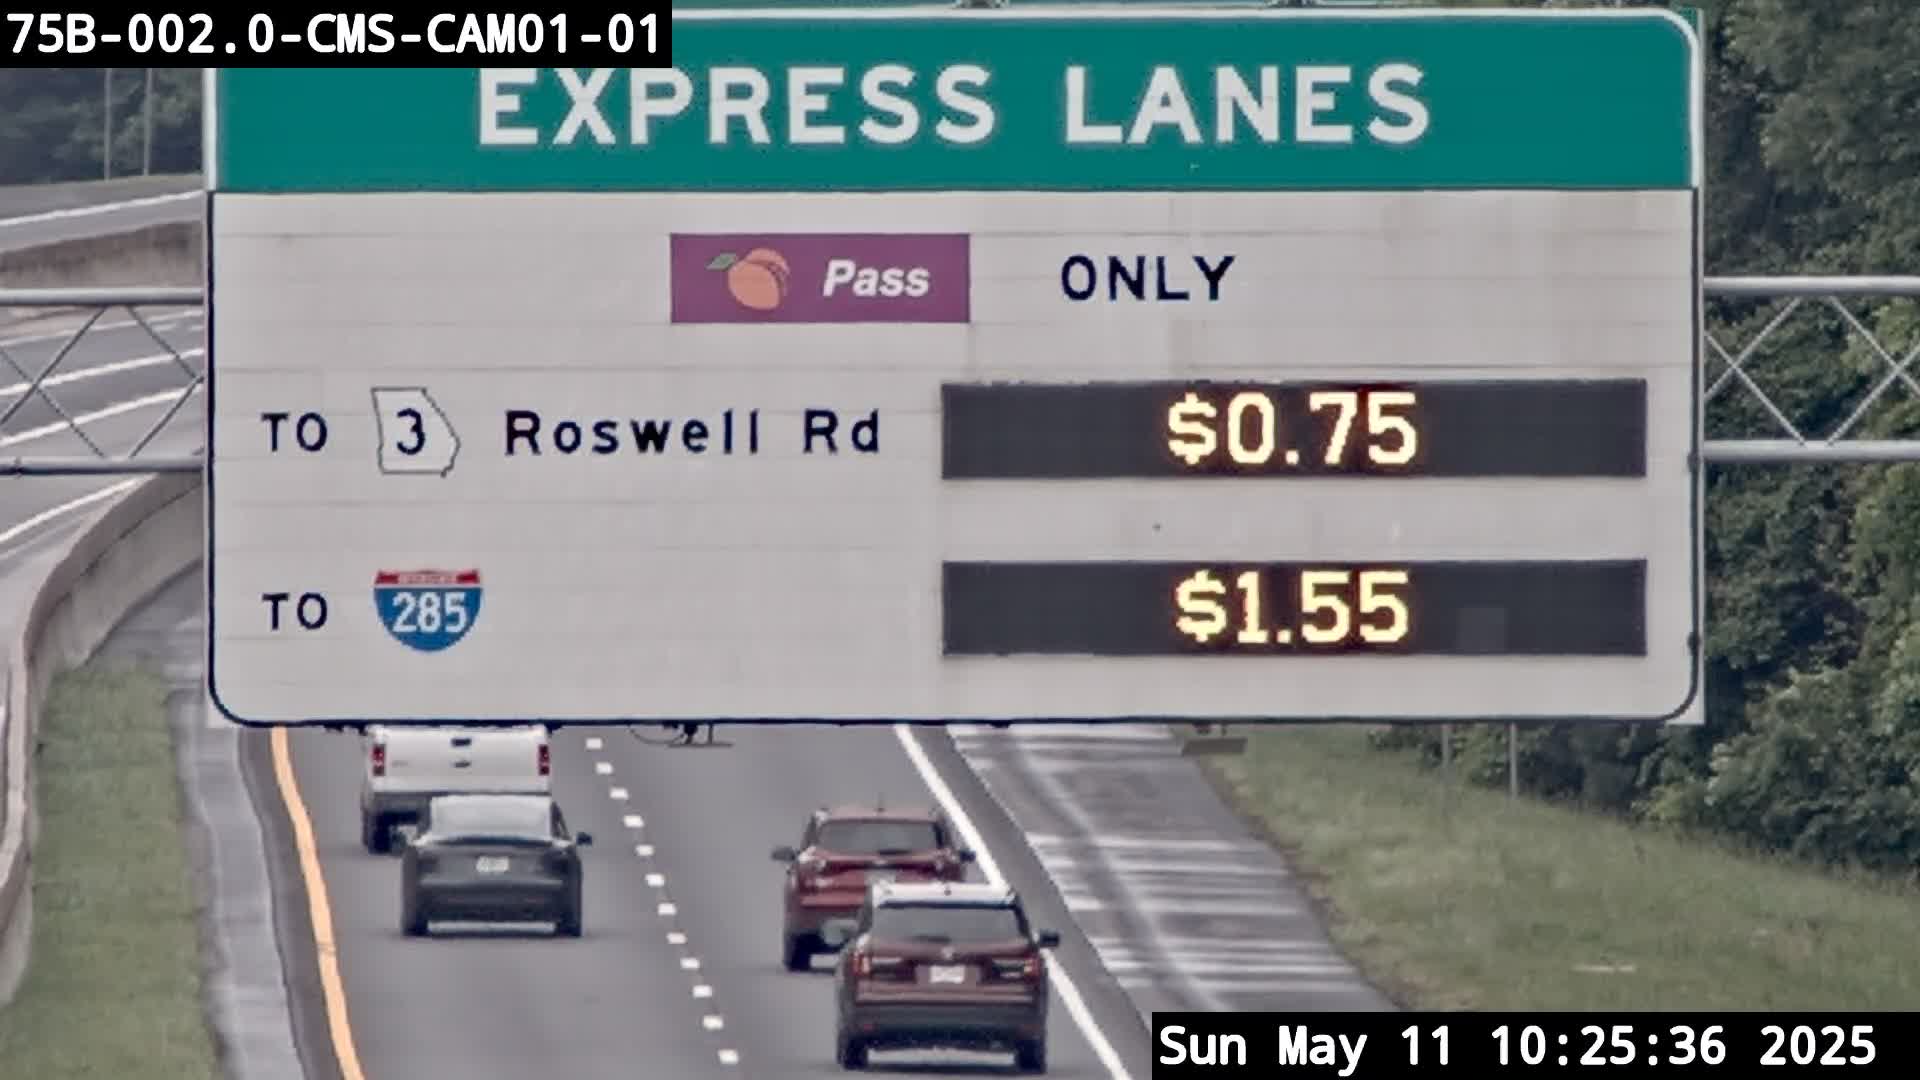 75B-002.0-CMS-CAM01-01
EXPRESS LANES
Pass ONLY
TO 3 Roswell Rd $0.75
TO 285 $1.55
Sun May 11 10:25:36 2025